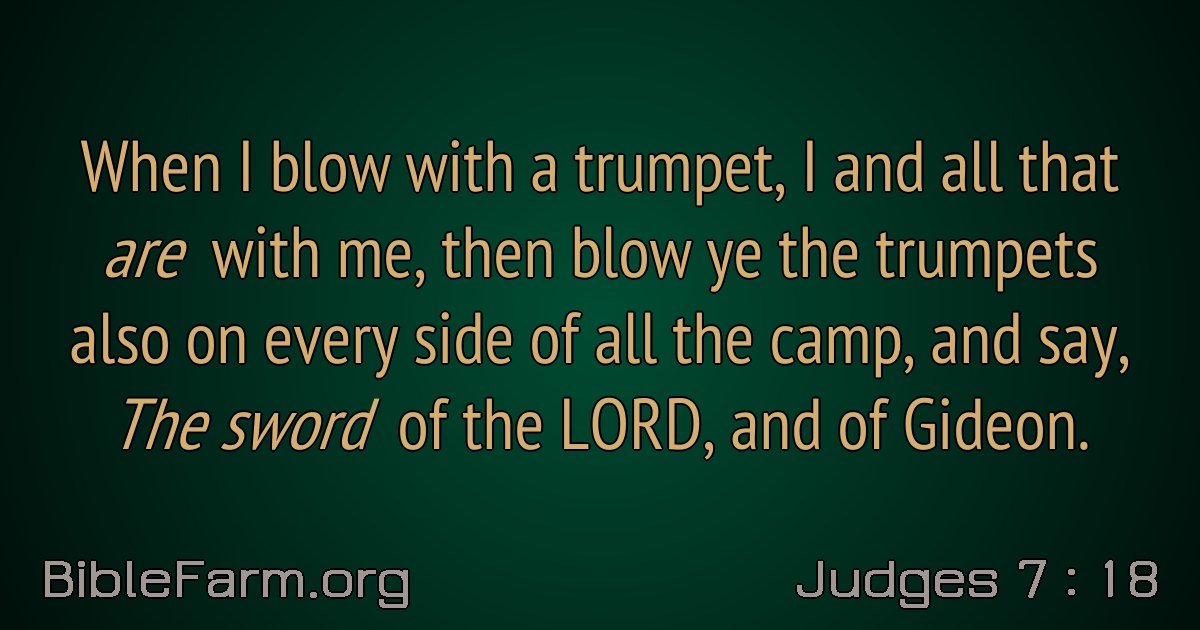 When I blow with a trumpet, I and all that
are with me, then blow ye the trumpets
also on every side of all the camp, and say,
The sword of the LORD, and of Gideon.
BibleFarm.org
Judges 7 : 18